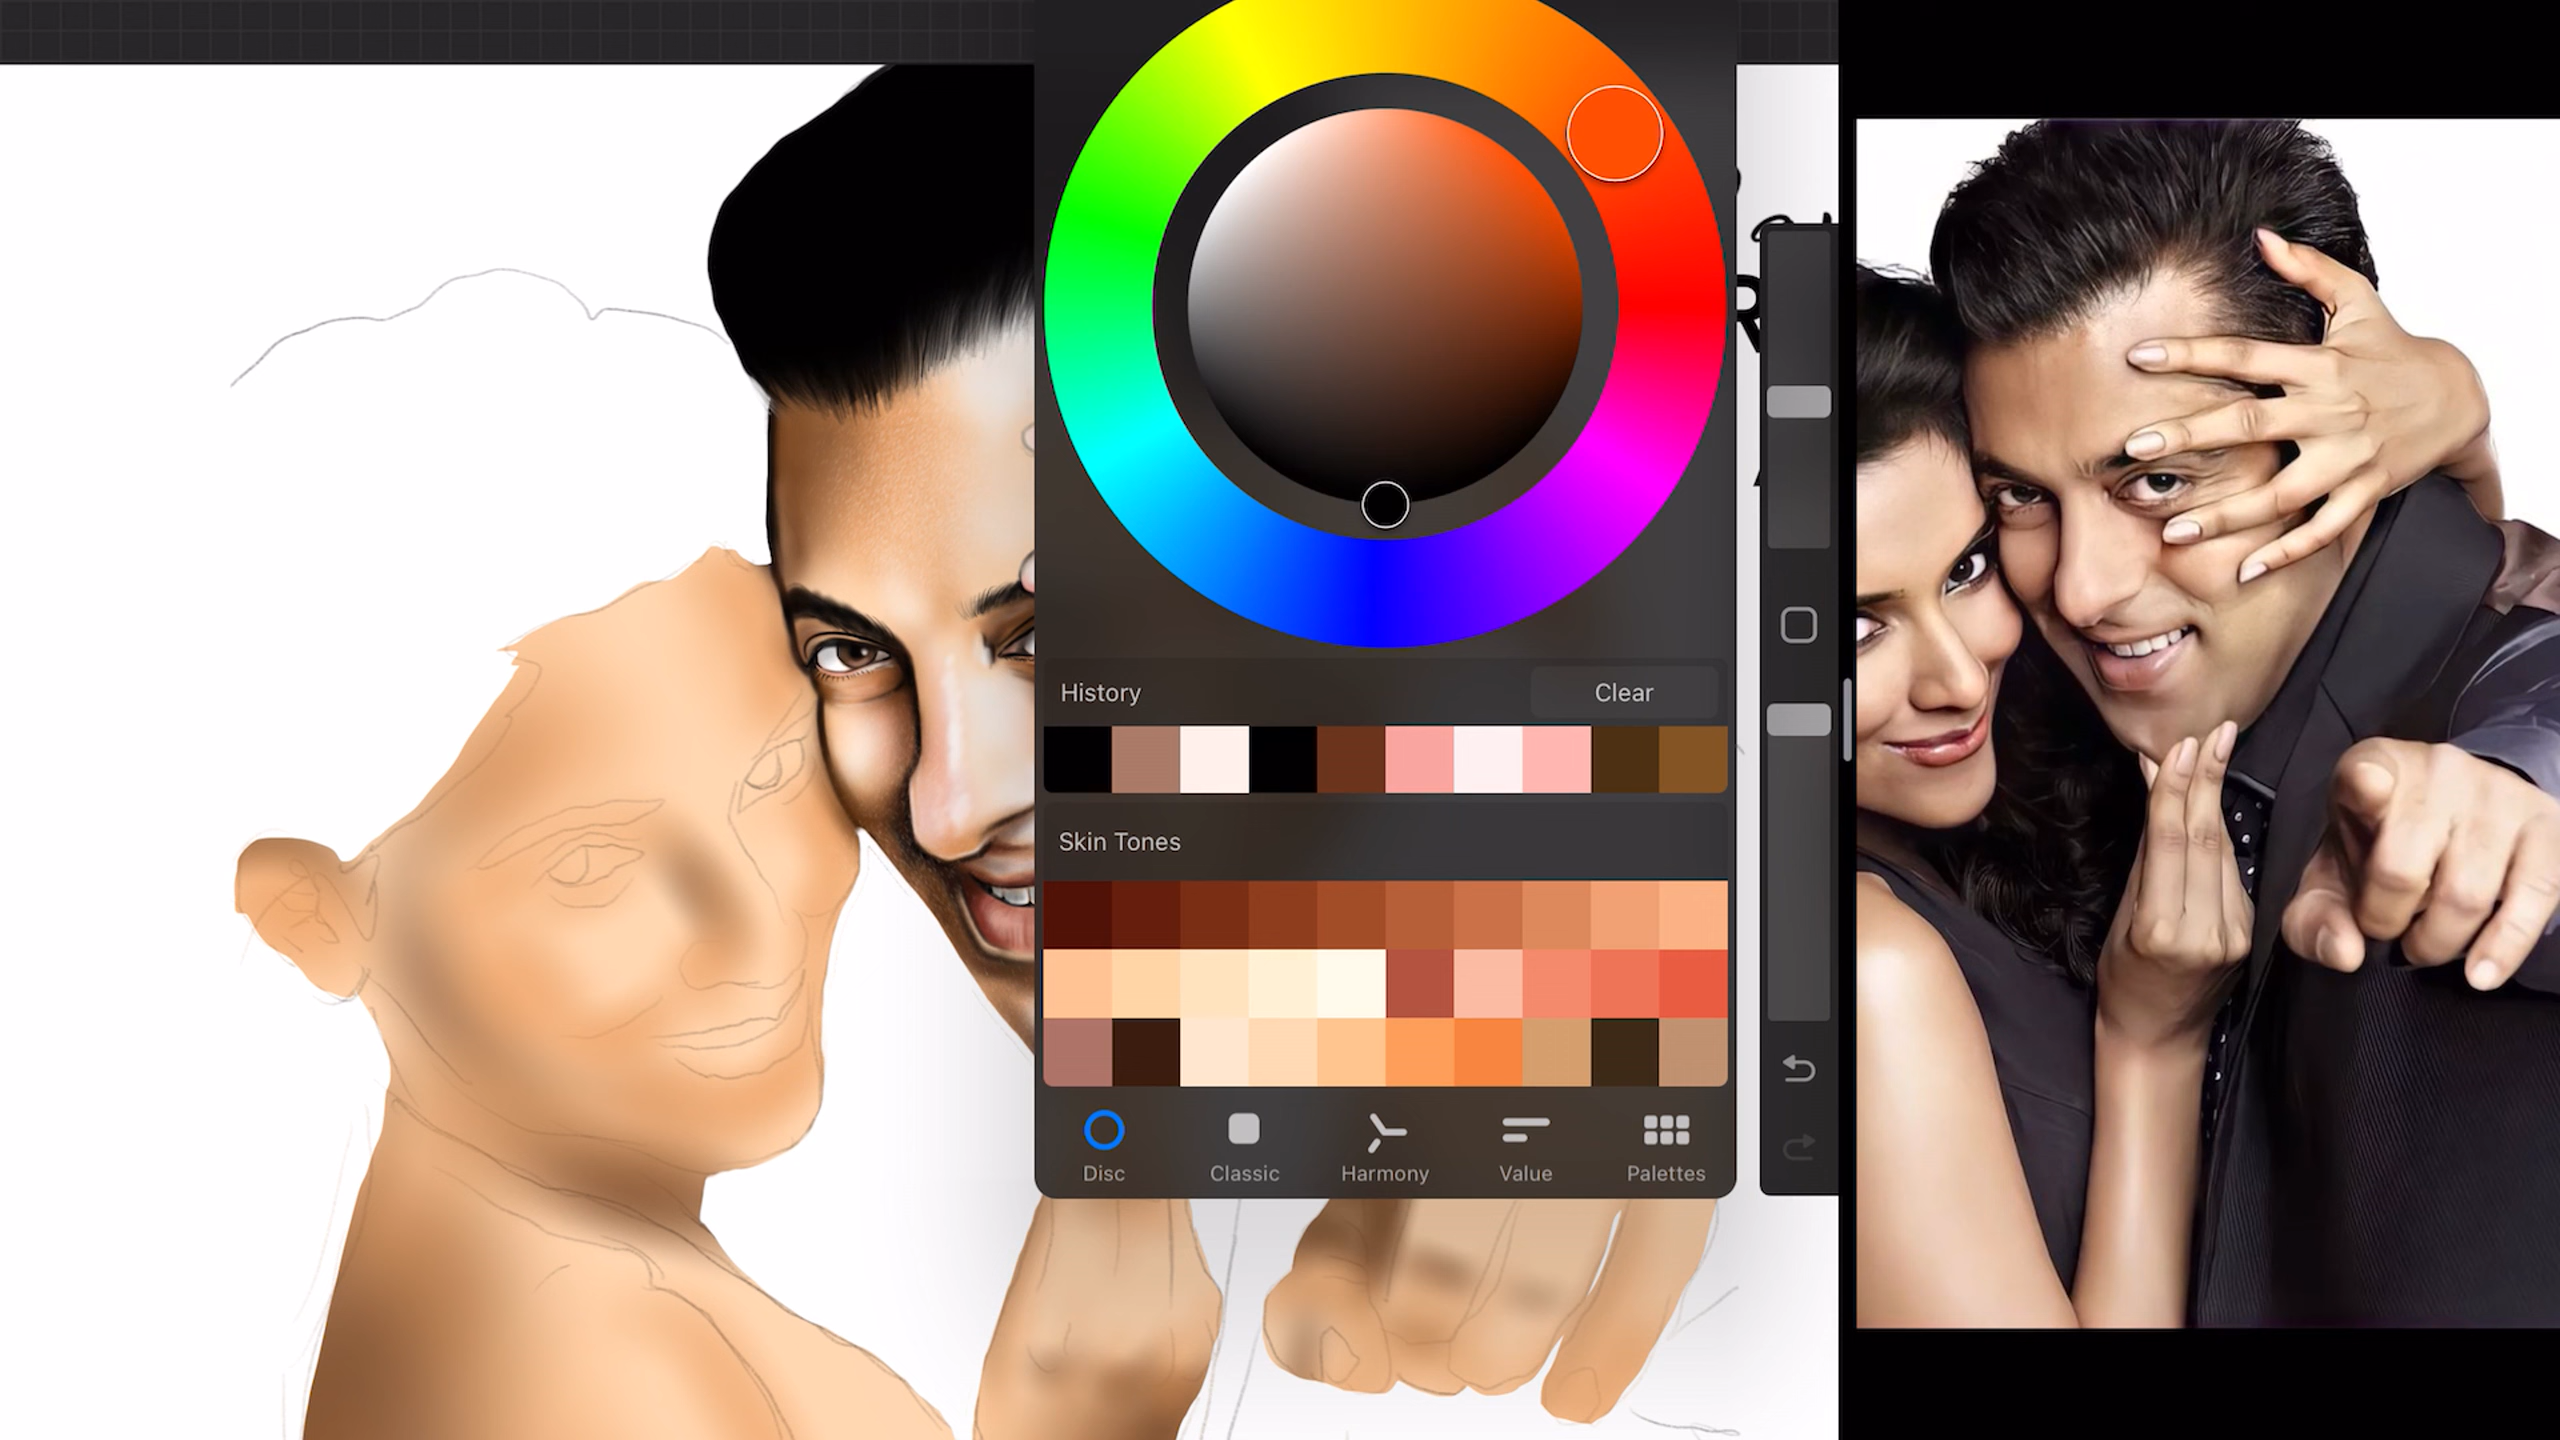 R
History
Clear
Skin Tones
Disc
Classic
Harmony
Value
Palettes